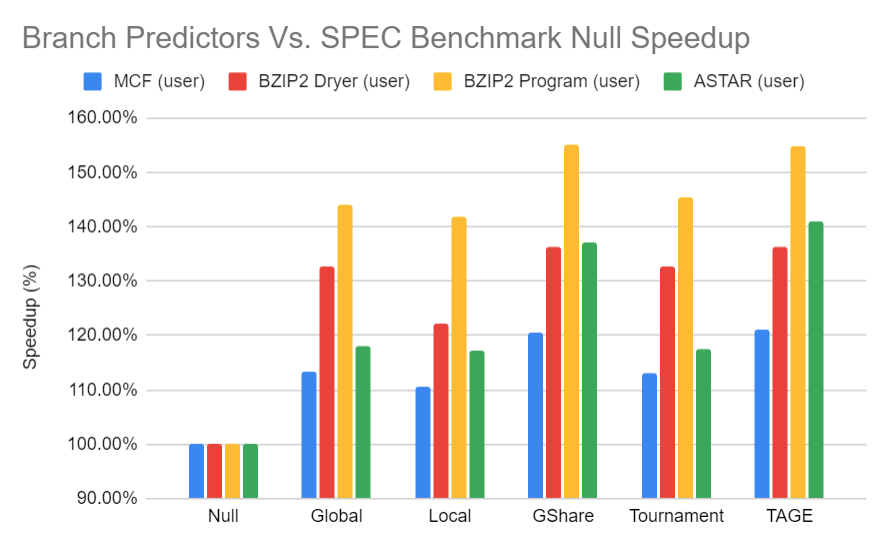 Branch Predictors Vs. SPEC Benchmark Null Speedup
MCF (user) BZIP2 Dryer (user) BZIP2 Program (user) ASTAR (user)
160.00%
150.00%
140.00%
130.00%
120.00%
110.00%
100.00%
90.00%
Speedup (%)
Null Global Local GShare Tournament TAGE